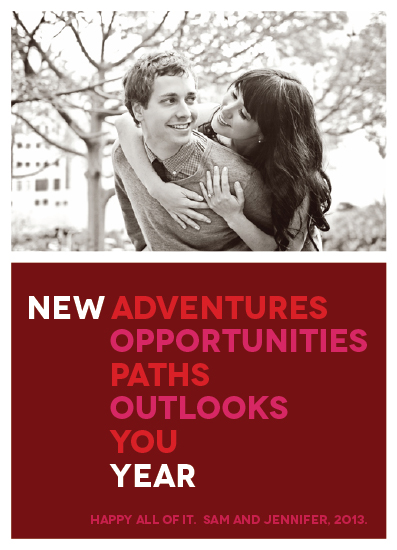 NEW ADVENTURES
OPPORTUNITIES
PATHS
OUTLOOKS
YOU
YEAR
HAPPY ALL OF IT. SAM AND JENNIFER, 2013.